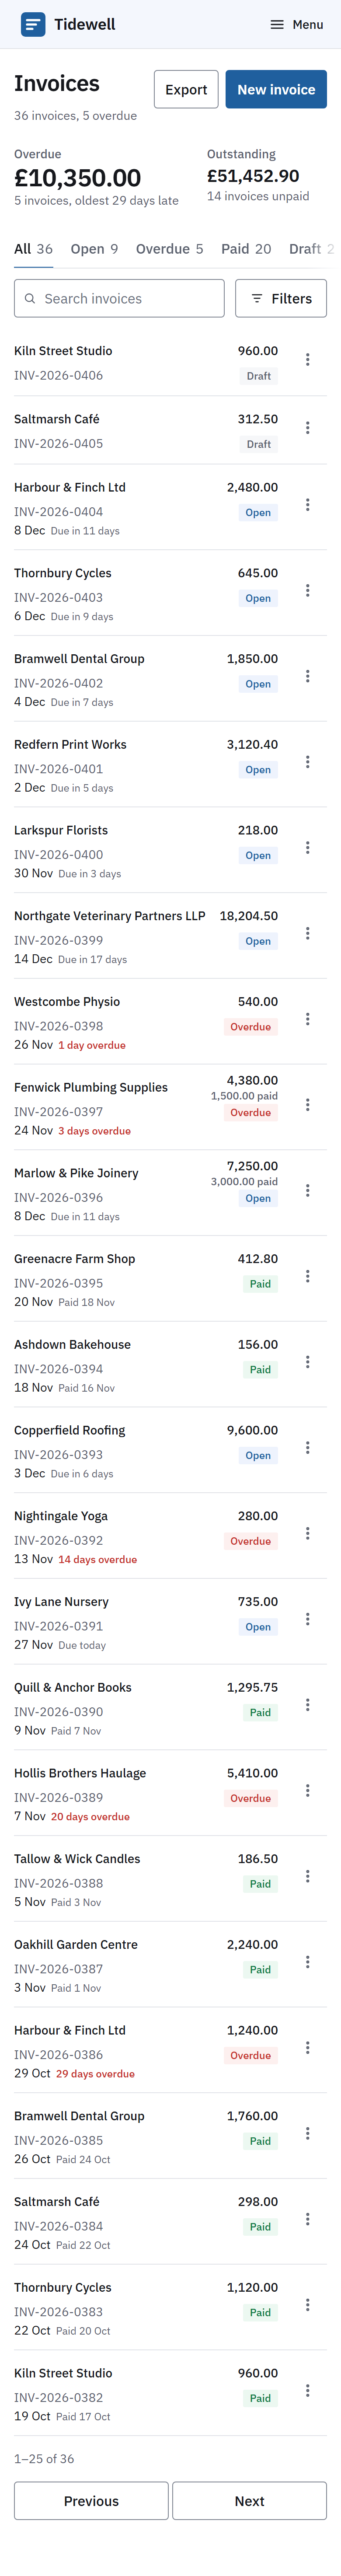 Tidewell
Menu
Invoices
Export
New invoice
36 invoices, 5 overdue
Overdue
£10,350.00
5 invoices, oldest 29 days late
Outstanding
£51,452.90
14 invoices unpaid
All 36 Open 9 Overdue 5 Paid 20 Draft 2
Search invoices
Filters
Kiln Street Studio 960.00
INV-2026-0406 Draft
Saltmarsh Café 312.50
INV-2026-0405 Draft
Harbour & Finch Ltd 2,480.00
INV-2026-0404 Open
8 Dec Due in 11 days
Thornbury Cycles 645.00
INV-2026-0403 Open
6 Dec Due in 9 days
Bramwell Dental Group 1,850.00
INV-2026-0402 Open
4 Dec Due in 7 days
Redfern Print Works 3,120.40
INV-2026-0401 Open
2 Dec Due in 5 days
Larkspur Florists 218.00
INV-2026-0400 Open
30 Nov Due in 3 days
Northgate Veterinary Partners LLP 18,204.50
INV-2026-0399 Open
14 Dec Due in 17 days
Westcombe Physio 540.00
INV-2026-0398 Overdue
26 Nov 1 day overdue
Fenwick Plumbing Supplies 4,380.00
1,500.00 paid
INV-2026-0397 Overdue
24 Nov 3 days overdue
Marlow & Pike Joinery 7,250.00
3,000.00 paid
INV-2026-0396 Open
8 Dec Due in 11 days
Greenacre Farm Shop 412.80
INV-2026-0395 Paid
20 Nov Paid 18 Nov
Ashdown Bakehouse 156.00
INV-2026-0394 Paid
18 Nov Paid 16 Nov
Copperfield Roofing 9,600.00
INV-2026-0393 Open
3 Dec Due in 6 days
Nightingale Yoga 280.00
INV-2026-0392 Overdue
13 Nov 14 days overdue
Ivy Lane Nursery 735.00
INV-2026-0391 Open
27 Nov Due today
Quill & Anchor Books 1,295.75
INV-2026-0390 Paid
9 Nov Paid 7 Nov
Hollis Brothers Haulage 5,410.00
INV-2026-0389 Overdue
7 Nov 20 days overdue
Tallow & Wick Candles 186.50
INV-2026-0388 Paid
5 Nov Paid 3 Nov
Oakhill Garden Centre 2,240.00
INV-2026-0387 Paid
3 Nov Paid 1 Nov
Harbour & Finch Ltd 1,240.00
INV-2026-0386 Overdue
29 Oct 29 days overdue
Bramwell Dental Group 1,760.00
INV-2026-0385 Paid
26 Oct Paid 24 Oct
Saltmarsh Café 298.00
INV-2026-0384 Paid
24 Oct Paid 22 Oct
Thornbury Cycles 1,120.00
INV-2026-0383 Paid
22 Oct Paid 20 Oct
Kiln Street Studio 960.00
INV-2026-0382 Paid
19 Oct Paid 17 Oct
1–25 of 36
Previous
Next